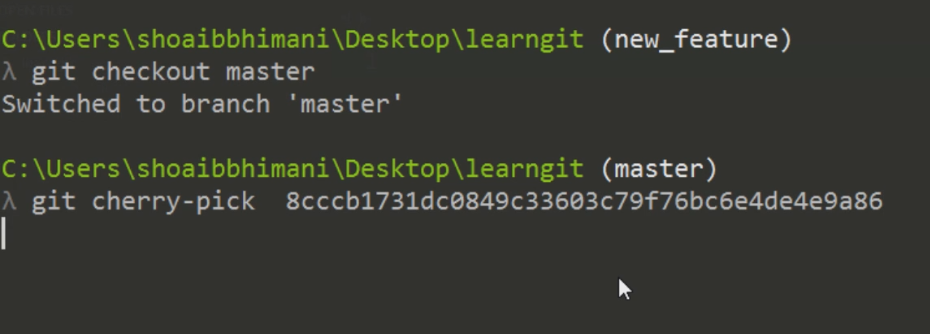 C:\Users\shoaibbhimani\Desktop\learngit (new_feature)
λ git checkout master
Switched to branch 'master'
C:\Users\shoaibbhimani\Desktop\learngit (master)
λ git cherry-pick  8cccb1731dc0849c33603c79f76bc6e4de4e9a86